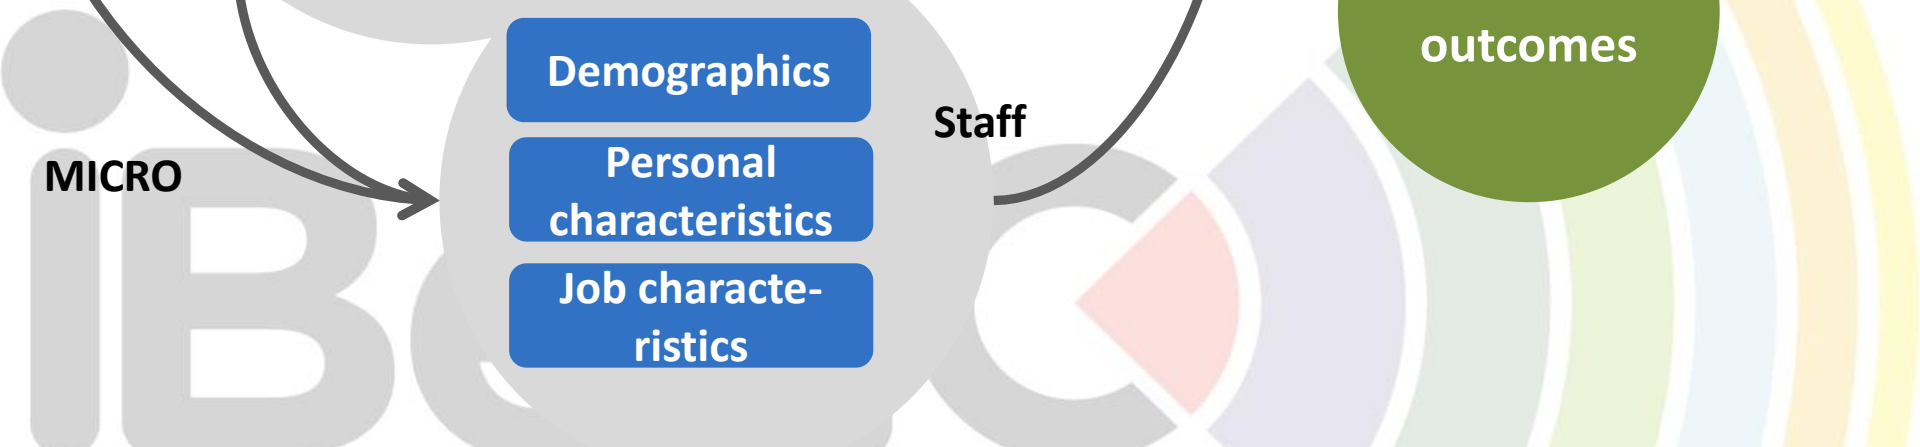 outcomes
Demographics
Staff
MICRO
Personal
characteristics
Job characte-
ristics